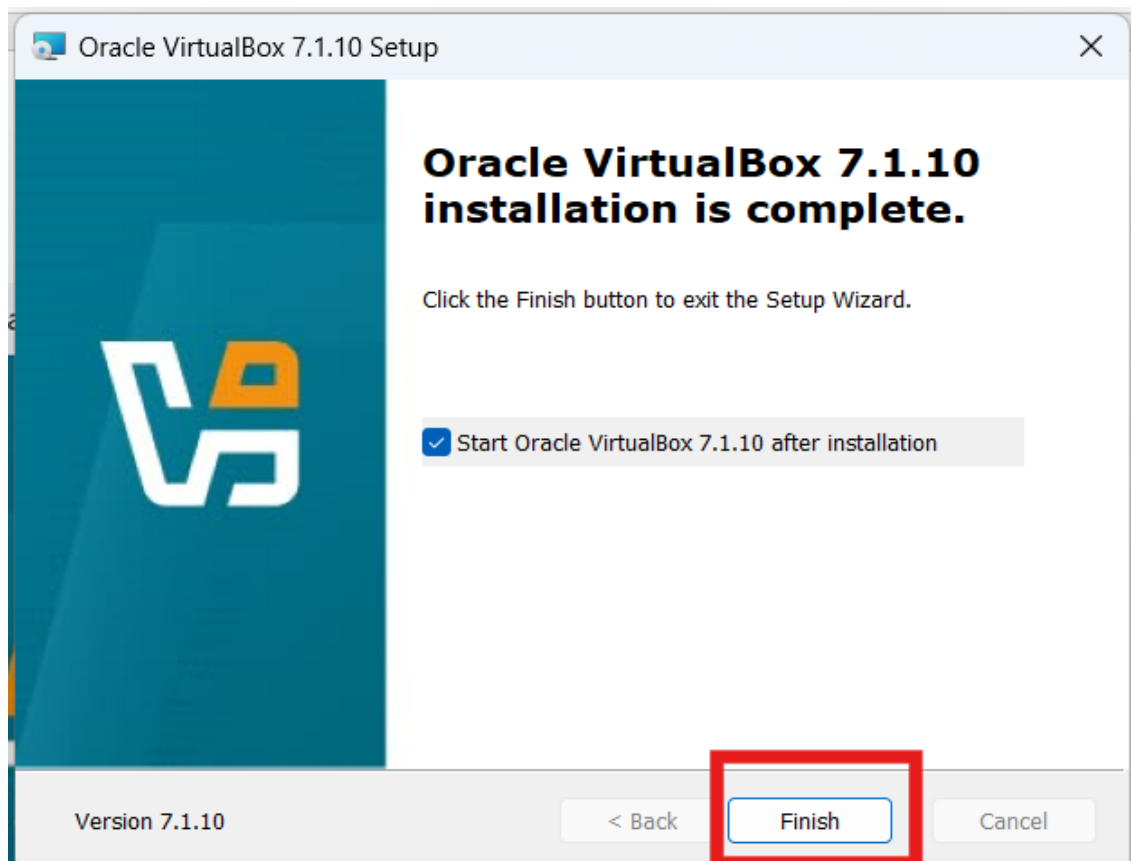 Oracle VirtualBox 7.1.10 Setup
Oracle VirtualBox 7.1.10
installation is complete.
Click the Finish button to exit the Setup Wizard.
Start Oracle VirtualBox 7.1.10 after installation
Version 7.1.10
< Back
Finish
Cancel